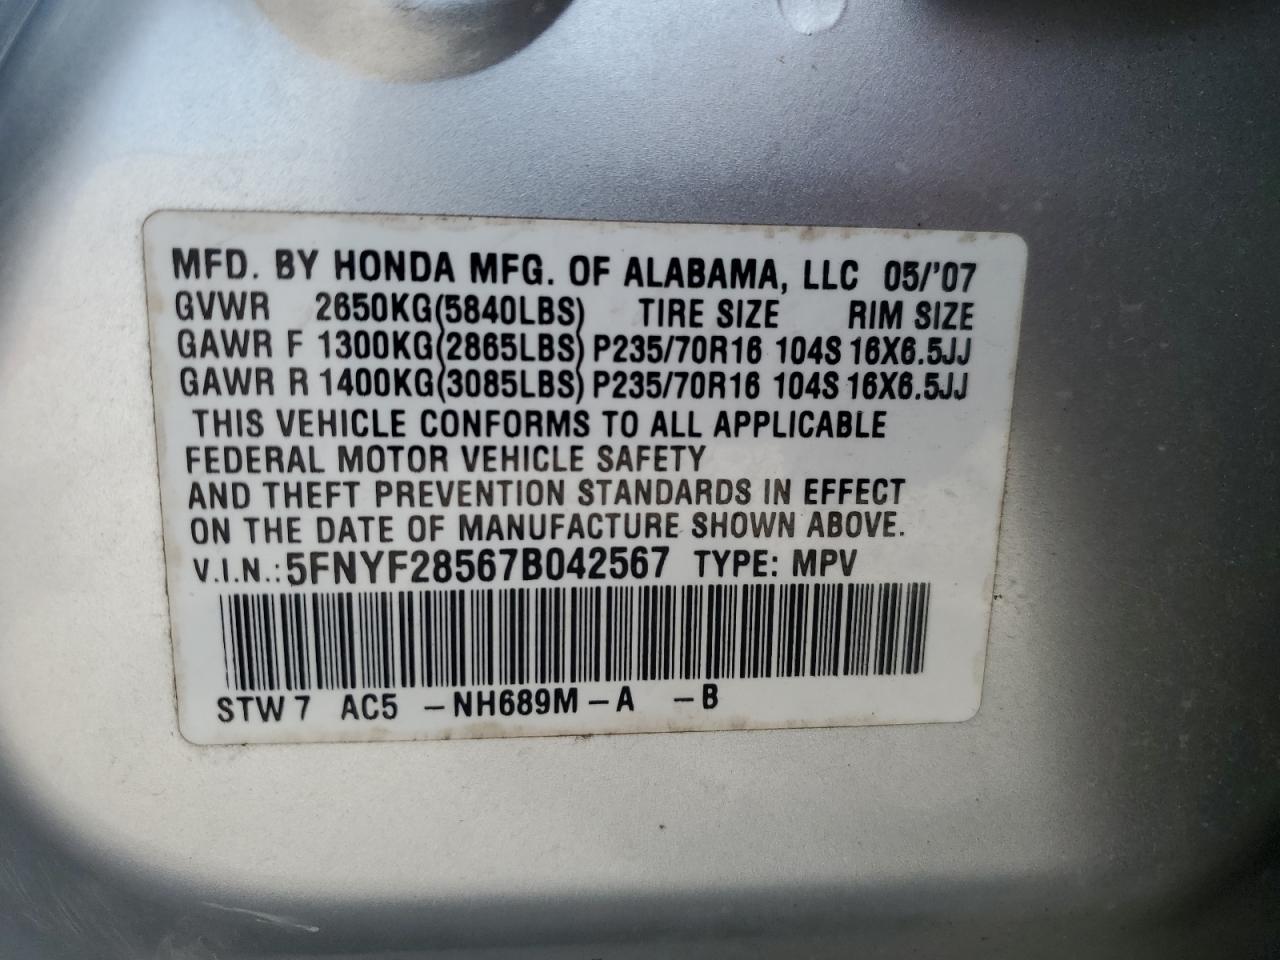 MFD. BY HONDA MFG. OF ALABAMA, LLC 05/'07
GVWR 2650KG(5840LBS) TIRE SIZE RIM SIZE
GAWR F 1300KG(2865LBS) P235/70R16 104S 16X6.5JJ
GAWR R 1400KG(3085LBS) P235/70R16 104S 16X6.5JJ
THIS VEHICLE CONFORMS TO ALL APPLICABLE
FEDERAL MOTOR VEHICLE SAFETY
AND THEFT PREVENTION STANDARDS IN EFFECT
ON THE DATE OF MANUFACTURE SHOWN ABOVE.
V.I.N.: 5FNYF28567B042567 TYPE: MPV
STW7 AC5 -NH689M-A -B